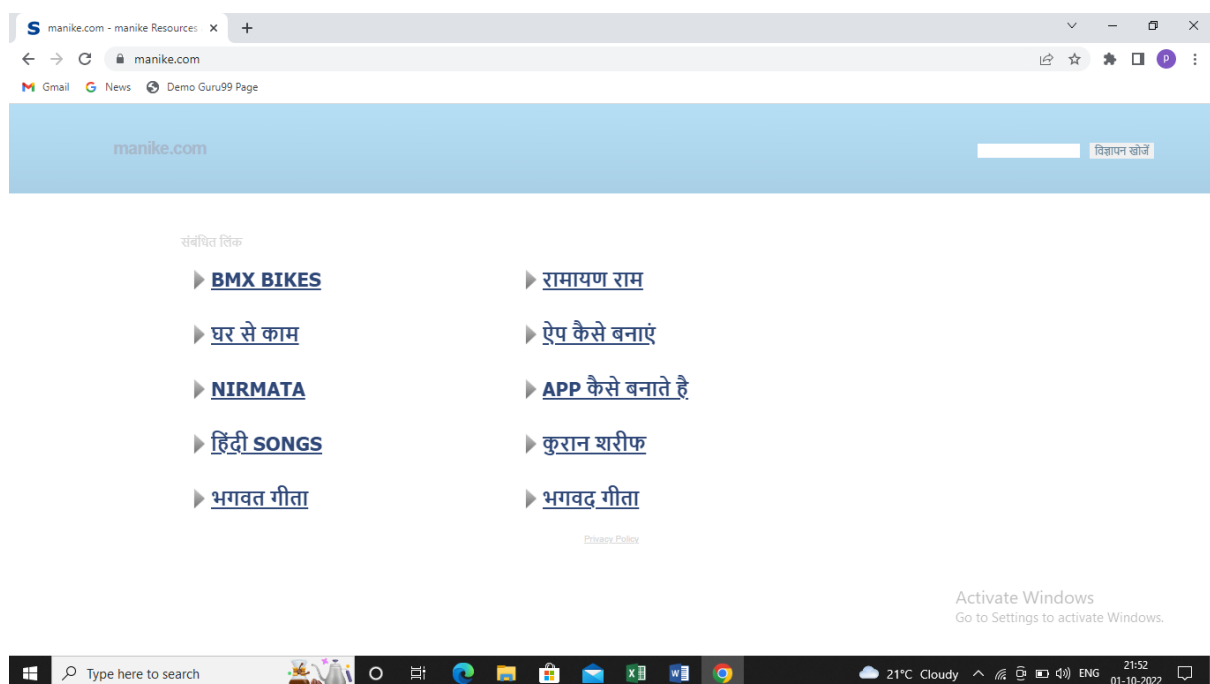 manike.com - manike Resources
manike.com
Gmail News Demo Guru99 Page
manike.com
विज्ञापन खोजें
संबंधित लिंक
BMX BIKES
रामायण राम
घर से काम
ऐप कैसे बनाएं
NIRMATA
APP कैसे बनाते है
हिंदी SONGS
कुरान शरीफ
भगवत गीता
भगवद गीता
Privacy Policy
Activate Windows
Go to Settings to activate Windows.
Type here to search
21°C Cloudy
ENG
21:52
01-10-2022